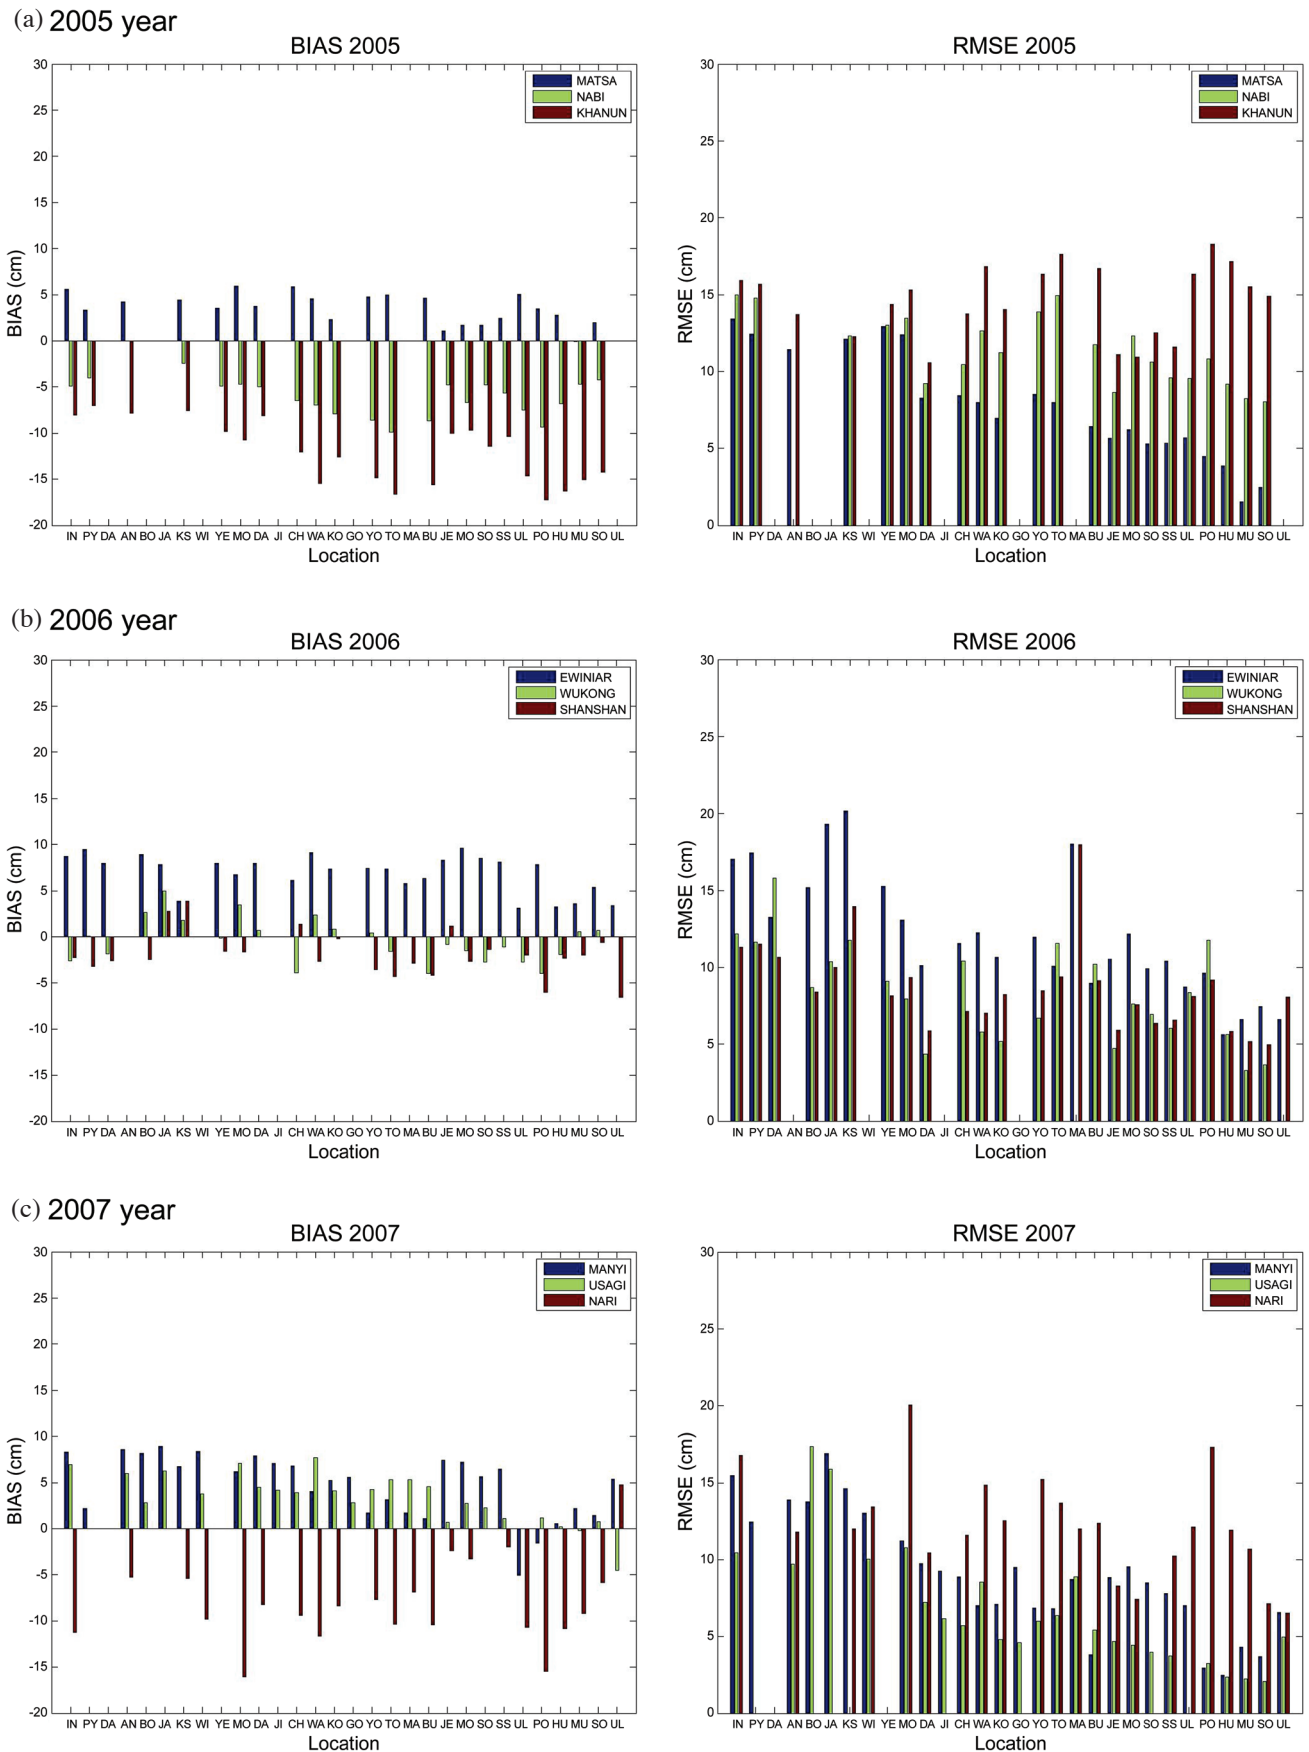 (a) 2005 year
BIAS 2005
30
25
20
15
10
5
0
-5
-10
-15
-20
BIAS (cm)
MATSA
NABI
KHANUN
IN PY DA AN BO JA KS WI YE MO DA JI CH WA KO GO YO TO MA BU JE MO SO SS UL PO HU MU SO UL
Location
RMSE 2005
30
25
20
15
10
5
0
RMSE (cm)
MATSA
NABI
KHANUN
IN PY DA AN BO JA KS WI YE MO DA JI CH WA KO GO YO TO MA BU JE MO SO SS UL PO HU MU SO UL
Location
(b) 2006 year
BIAS 2006
30
25
20
15
10
5
0
-5
-10
-15
-20
BIAS (cm)
EWINIAR
WUKONG
SHANSHAN
IN PY DA AN BO JA KS WI YE MO DA JI CH WA KO GO YO TO MA BU JE MO SO SS UL PO HU MU SO UL
Location
RMSE 2006
30
25
20
15
10
5
0
RMSE (cm)
EWINIAR
WUKONG
SHANSHAN
IN PY DA AN BO JA KS WI YE MO DA JI CH WA KO GO YO TO MA BU JE MO SO SS UL PO HU MU SO UL
Location
(c) 2007 year
BIAS 2007
30
25
20
15
10
5
0
-5
-10
-15
-20
BIAS (cm)
MANYI
USAGI
NARI
IN PY DA AN BO JA KS WI YE MO DA JI CH WA KO GO YO TO MA BU JE MO SO SS UL PO HU MU SO UL
Location
RMSE 2007
30
25
20
15
10
5
0
RMSE (cm)
MANYI
USAGI
NARI
IN PY DA AN BO JA KS WI YE MO DA JI CH WA KO GO YO TO MA BU JE MO SO SS UL PO HU MU SO UL
Location